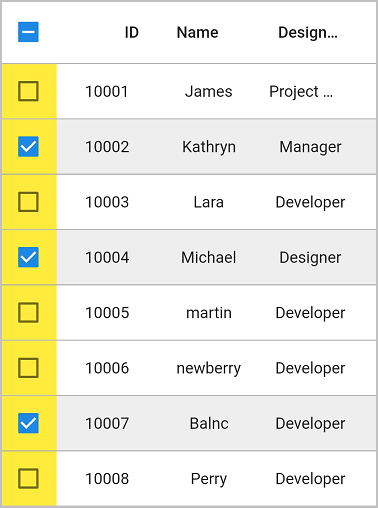 ID Name Design...
10001 James Project ...
10002 Kathryn Manager
10003 Lara Developer
10004 Michael Designer
10005 martin Developer
10006 newberry Developer
10007 Balnc Developer
10008 Perry Developer